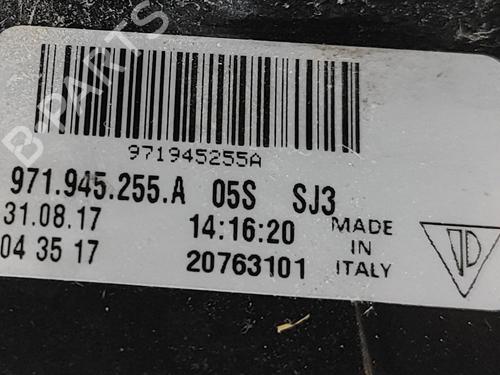 B PARTS
971945255A
971.945.255.A 05S SJ3
31.08.17 14:16:20 MADE
04 35 17 20763101 IN
ITALY